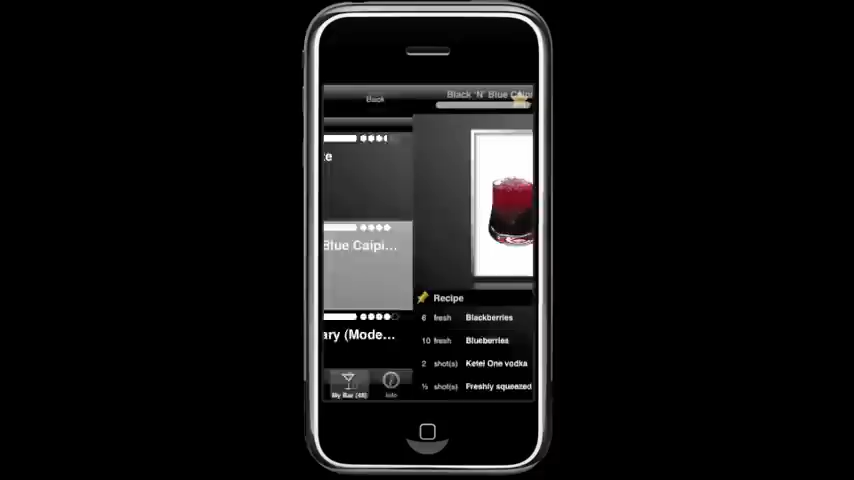 Back
Black 'N' Blue Caipi
te
Blue Caipi...
ary (Mode...
My Bar (48)
Info
Recipe
6 fresh Blackberries
10 fresh Blueberries
2 shot(s) Ketel One vodka
½ shot(s) Freshly squeezed